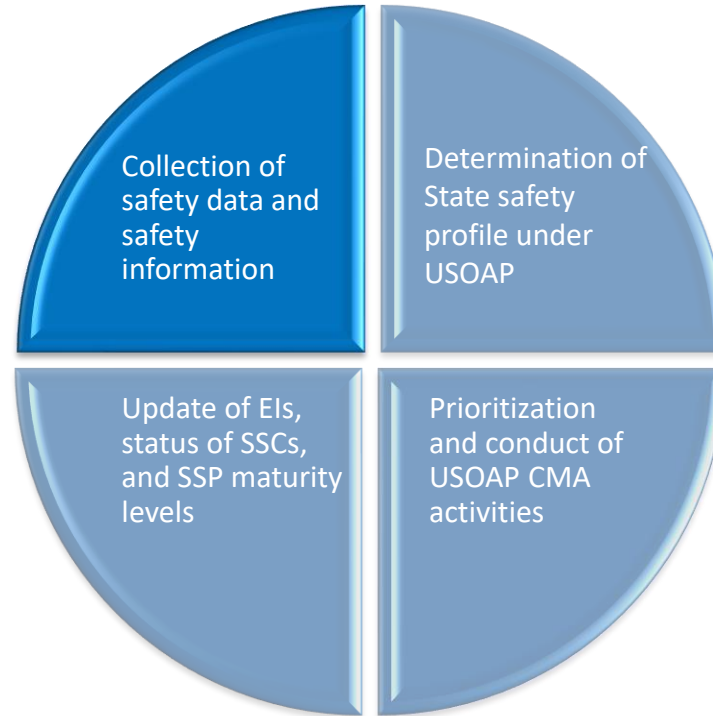 Collection of
safety data and
safety
information
Determination of
State safety
profile under
USOAP
Update of EIs,
status of SSCs,
and SSP maturity
levels
Prioritization
and conduct of
USOAP CMA
activities